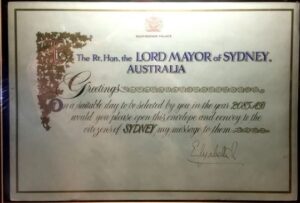 BUCKINGHAM PALACE
To The Rt. Hon. the LORD MAYOR of SYDNEY,
AUSTRALIA
Greetings
On a suitable day to be selected by you in the year 2085 A.D
would you please open this envelope and convey to the
citizens of SYDNEY my message to them
Elizabeth R